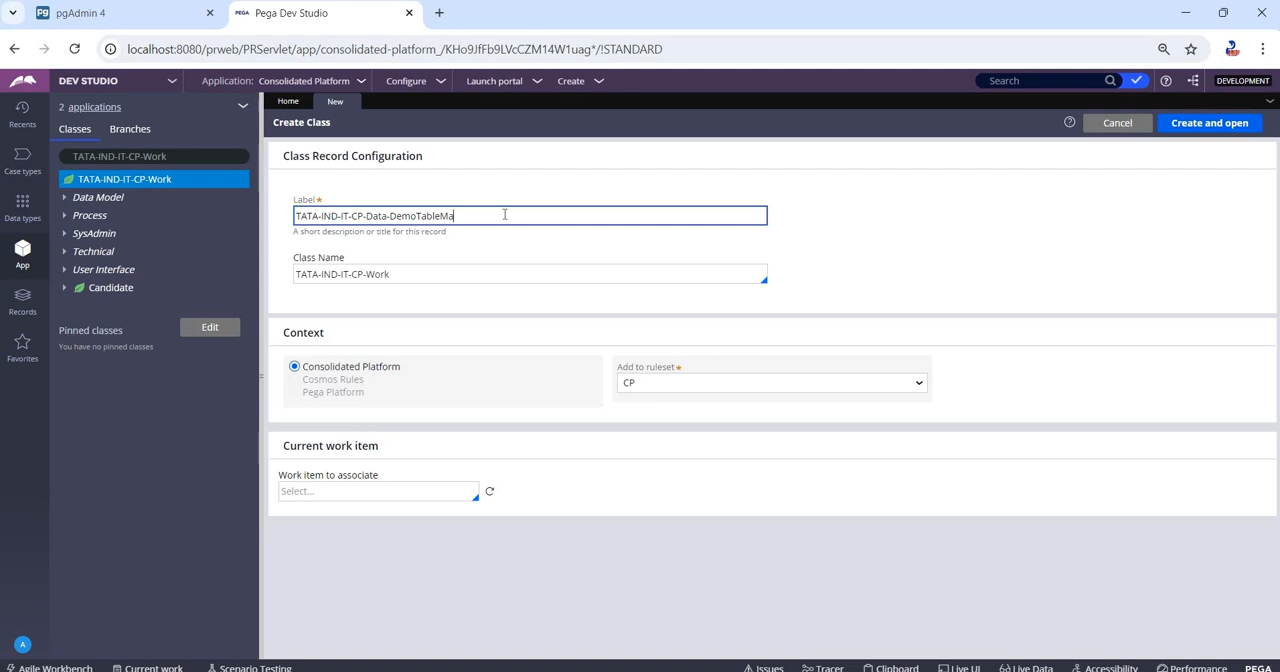 pgAdmin 4
PEGA Pega Dev Studio
localhost:8080/prweb/PRServlet/app/consolidated-platform_/KHo9JfFb9LVcCZM14W1uag*/!STANDARD
DEV STUDIO
Application: Consolidated Platform
Configure
Launch portal
Create
Search
DEVELOPMENT
Recents
Case types
Data types
App
Records
Favorites
A
2 applications
Classes Branches
TATA-IND-IT-CP-Work
TATA-IND-IT-CP-Work
Data Model
Process
SysAdmin
Technical
User Interface
Candidate
Pinned classes
Edit
You have no pinned classes
Home New
Create Class
Cancel
Create and open
Class Record Configuration
Label★
TATA-IND-IT-CP-Data-DemoTableMa
A short description or title for this record
Class Name
TATA-IND-IT-CP-Work
Context
Consolidated Platform
Cosmos Rules
Pega Platform
Add to ruleset★
CP
Current work item
Work item to associate
Select...
Agile Workbench
Current work
Scenario Testing
Issues
Tracer
Clipboard
Live UI
Live Data
Accessibility
Performance
PEGA